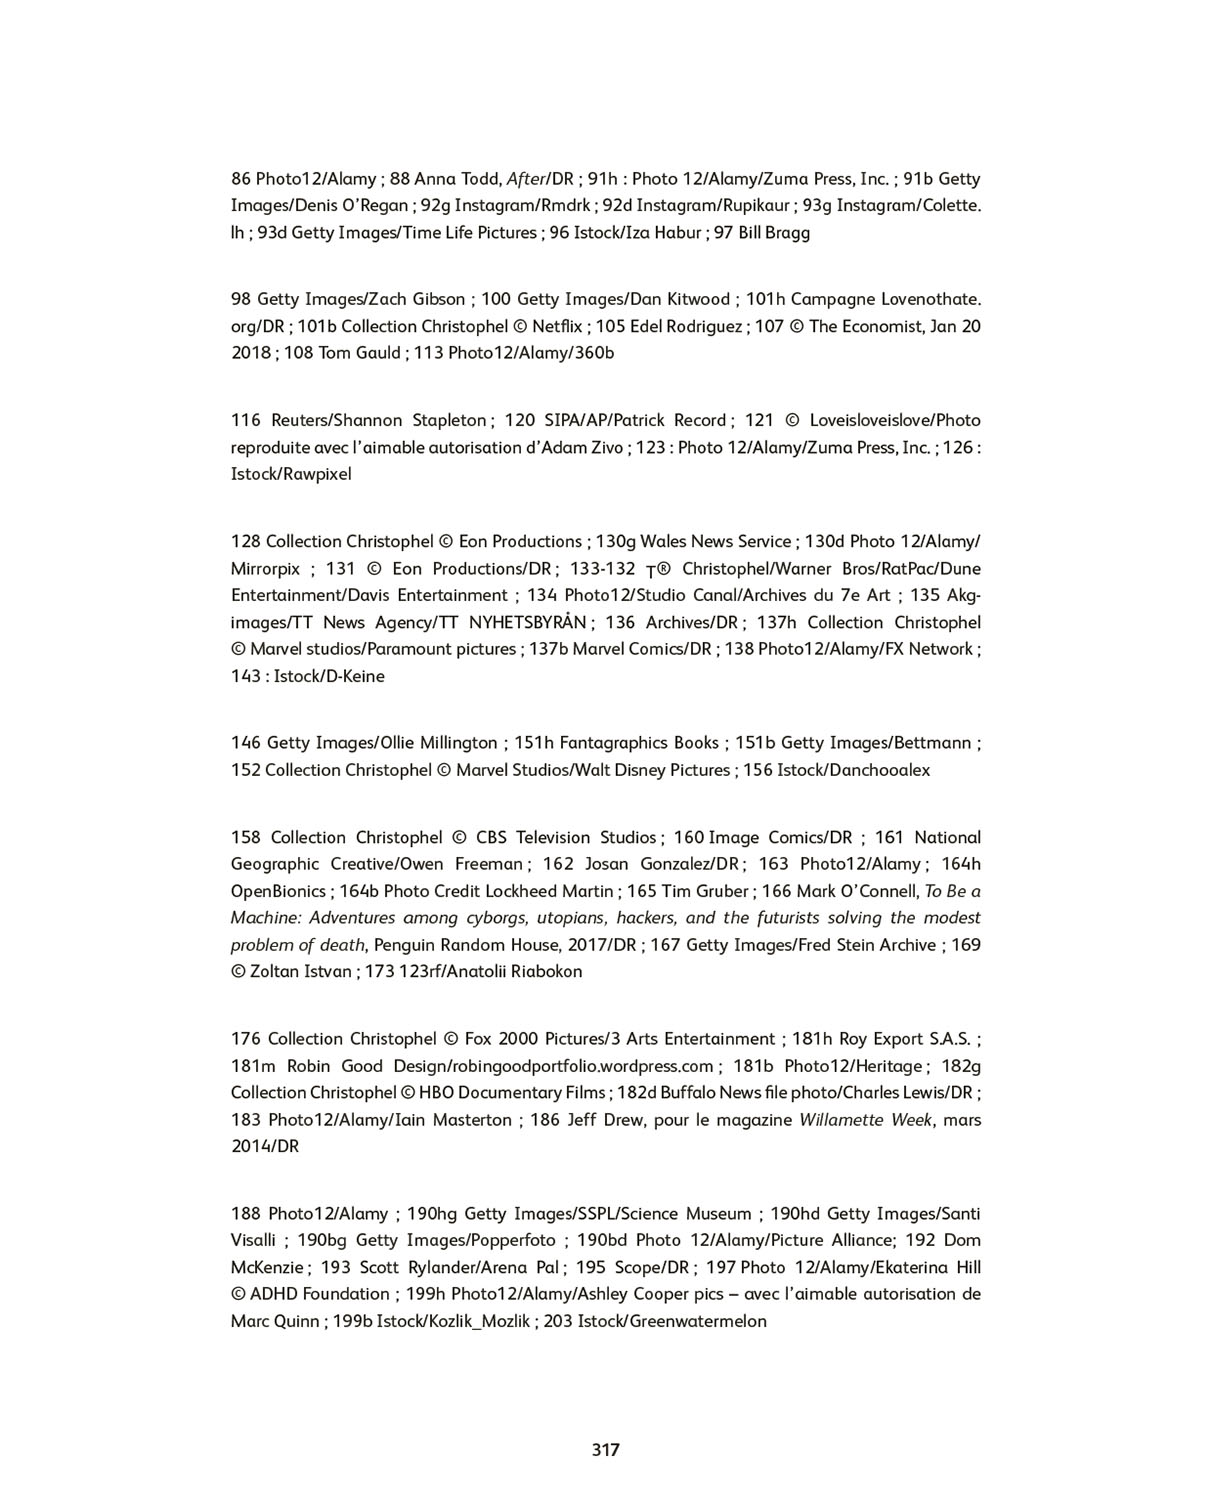 86 Photo12/Alamy ; 88 Anna Todd, After/DR ; 91h : Photo 12/Alamy/Zuma Press, Inc. ; 91b Getty
Images/Denis O’Regan ; 92g Instagram/Rmdrk ; 92d Instagram/Rupikaur ; 93g Instagram/Colette.
lh ; 93d Getty Images/Time Life Pictures ; 96 Istock/Iza Habur ; 97 Bill Bragg
98 Getty Images/Zach Gibson ; 100 Getty Images/Dan Kitwood ; 101h Campagne Lovenothate.
org/DR ; 101b Collection Christophel © Netflix ; 105 Edel Rodriguez ; 107 © The Economist, Jan 20
2018 ; 108 Tom Gauld ; 113 Photo12/Alamy/360b
116 Reuters/Shannon Stapleton ; 120 SIPA/AP/Patrick Record ; 121 © Loveisloveislove/Photo
reproduite avec l’aimable autorisation d’Adam Zivo ; 123 : Photo 12/Alamy/Zuma Press, Inc. ; 126 :
Istock/Rawpixel
128 Collection Christophel © Eon Productions ; 130g Wales News Service ; 130d Photo 12/Alamy/
Mirrorpix ; 131 © Eon Productions/DR ; 133-132 T® Christophel/Warner Bros/RatPac/Dune
Entertainment/Davis Entertainment ; 134 Photo12/Studio Canal/Archives du 7e Art ; 135 Akg-
images/TT News Agency/TT NYHETSBYRÅN ; 136 Archives/DR ; 137h Collection Christophel
© Marvel studios/Paramount pictures ; 137b Marvel Comics/DR ; 138 Photo12/Alamy/FX Network ;
143 : Istock/D-Keine
146 Getty Images/Ollie Millington ; 151h Fantagraphics Books ; 151b Getty Images/Bettmann ;
152 Collection Christophel © Marvel Studios/Walt Disney Pictures ; 156 Istock/Danchooalex
158 Collection Christophel © CBS Television Studios ; 160 Image Comics/DR ; 161 National
Geographic Creative/Owen Freeman ; 162 Josan Gonzalez/DR ; 163 Photo12/Alamy ; 164h
OpenBionics ; 164b Photo Credit Lockheed Martin ; 165 Tim Gruber ; 166 Mark O’Connell, To Be a
Machine: Adventures among cyborgs, utopians, hackers, and the futurists solving the modest
problem of death, Penguin Random House, 2017/DR ; 167 Getty Images/Fred Stein Archive ; 169
© Zoltan Istvan ; 173 123rf/Anatolii Riabokon
176 Collection Christophel © Fox 2000 Pictures/3 Arts Entertainment ; 181h Roy Export S.A.S. ;
181m Robin Good Design/robingoodportfolio.wordpress.com ; 181b Photo12/Heritage ; 182g
Collection Christophel © HBO Documentary Films ; 182d Buffalo News file photo/Charles Lewis/DR ;
183 Photo12/Alamy/Iain Masterton ; 186 Jeff Drew, pour le magazine Willamette Week, mars
2014/DR
188 Photo12/Alamy ; 190hg Getty Images/SSPL/Science Museum ; 190hd Getty Images/Santi
Visalli ; 190bg Getty Images/Popperfoto ; 190bd Photo 12/Alamy/Picture Alliance; 192 Dom
McKenzie ; 193 Scott Rylander/Arena Pal ; 195 Scope/DR ; 197 Photo 12/Alamy/Ekaterina Hill
© ADHD Foundation ; 199h Photo12/Alamy/Ashley Cooper pics – avec l’aimable autorisation de
Marc Quinn ; 199b Istock/Kozlik_Mozlik ; 203 Istock/Greenwatermelon
317